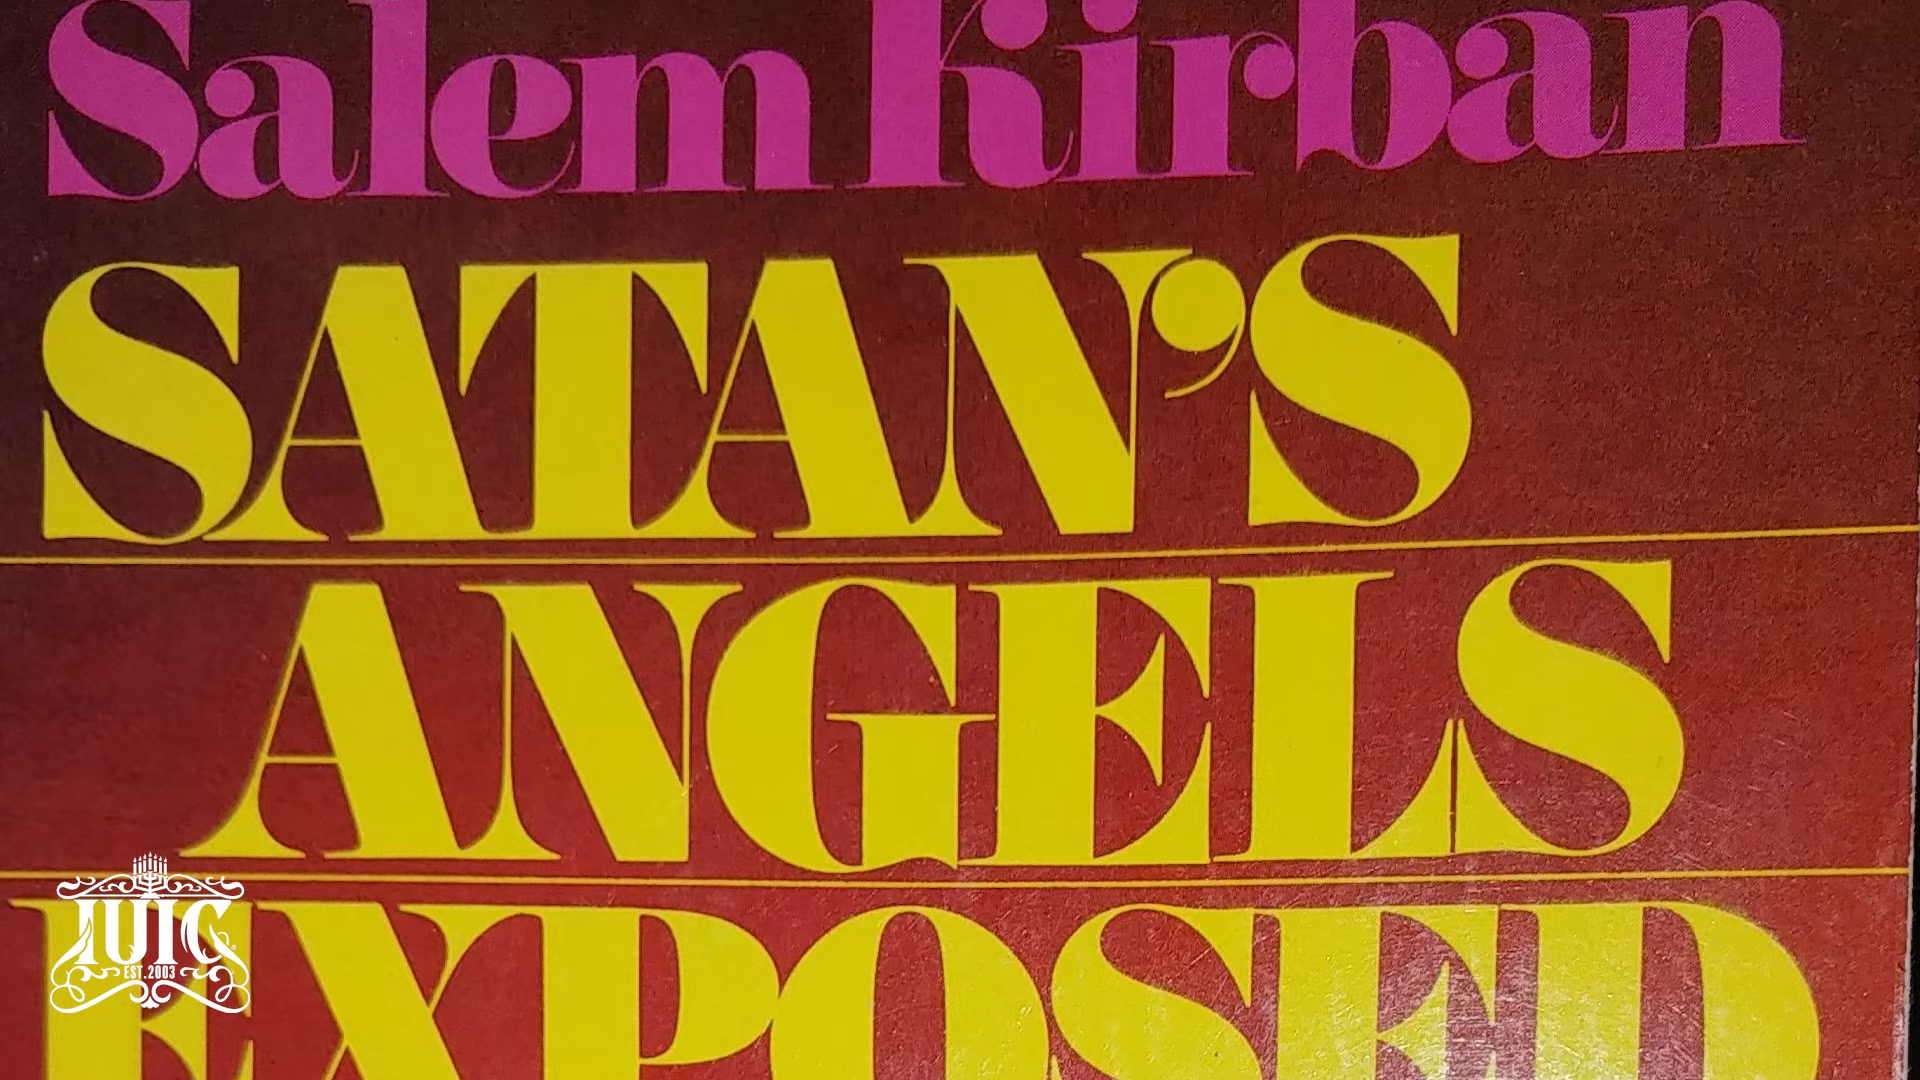 Salem Kirban
SATAN'S
ANGELS
EXPOSED
IUIC
EST. 2003